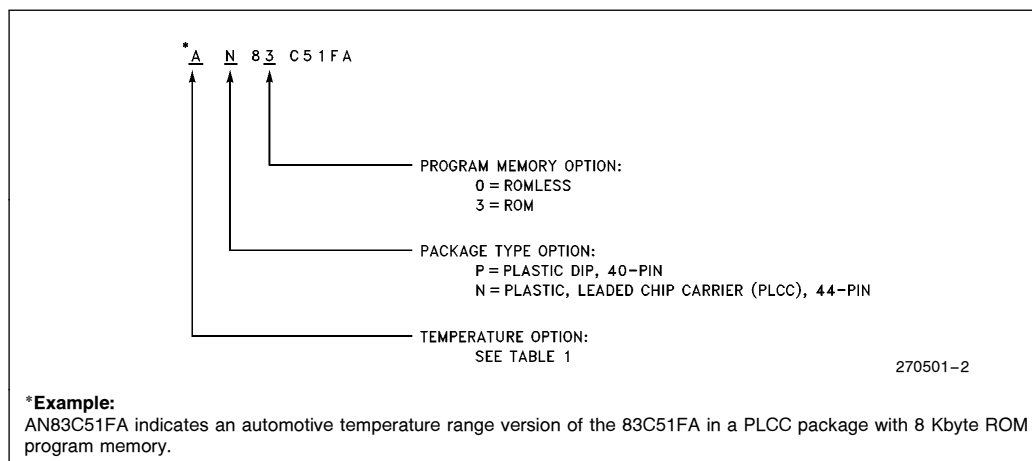 *A N 83 C51FA
PROGRAM MEMORY OPTION:
0 = ROMLESS
3 = ROM
PACKAGE TYPE OPTION:
P = PLASTIC DIP, 40-PIN
N = PLASTIC, LEADED CHIP CARRIER (PLCC), 44-PIN
TEMPERATURE OPTION:
SEE TABLE 1
270501-2
*Example:
AN83C51FA indicates an automotive temperature range version of the 83C51FA in a PLCC package with 8 Kbyte ROM
program memory.